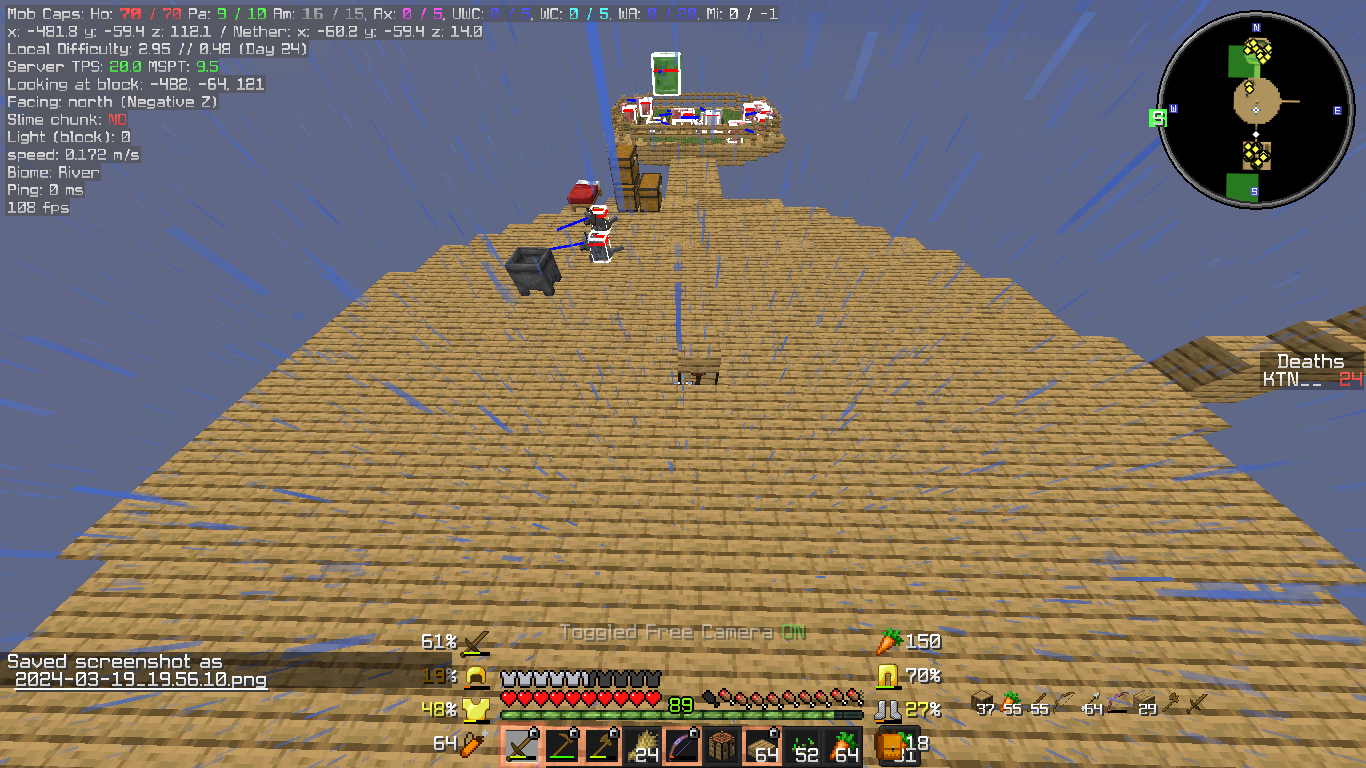 Mob Caps: Ho: 70 / 70 Pa: 9 / 10 Am: 16 / 15, Ax: 0 / 5, UWC: 0 / 5, WC: 0 / 5, WA: 0 / 20, Mi: 0 / -1
x: -481.8 y: -59.4 z: 112.1 / Nether: x: -60.2 y: -59.4 z: 14.0
Local Difficulty: 2.95 // 0.48 (Day 24)
Server TPS: 20.0 MSPT: 9.5
Looking at block: -482, -64, 121
Facing: north (Negative Z)
Slime chunk: NO
Light (block): 0
speed: 0.172 m/s
Biome: River
Ping: 0 ms
108 fps
N
W
E
S
S
Deaths
KTN__ 24
Toggled Free Camera ON
61%
150
Saved screenshot as
2024-03-19_19.56.10.png
19%
70%
89
48%
27%
37 55 55 64 29
64
24
64
52
64